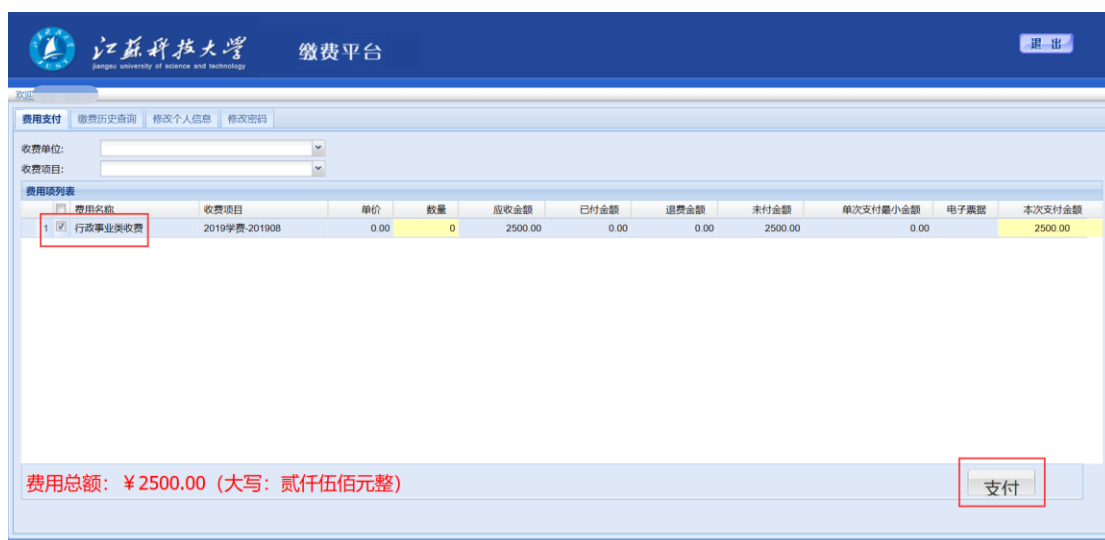 江苏科技大学 缴费平台 退 出
jiangsu university of science and technology
欢迎
费用支付 缴费历史查询 修改个人信息 修改密码
收费单位:
收费项目:
费用项列表
费用名称 收费项目 单价 数量 应收金额 已付金额 退费金额 未付金额 单次支付最小金额 电子票据 本次支付金额
1 行政事业类收费 2019学费-201908 0.00 0 2500.00 0.00 0.00 2500.00 0.00 2500.00
费用总额：￥2500.00（大写：贰仟伍佰元整） 支付